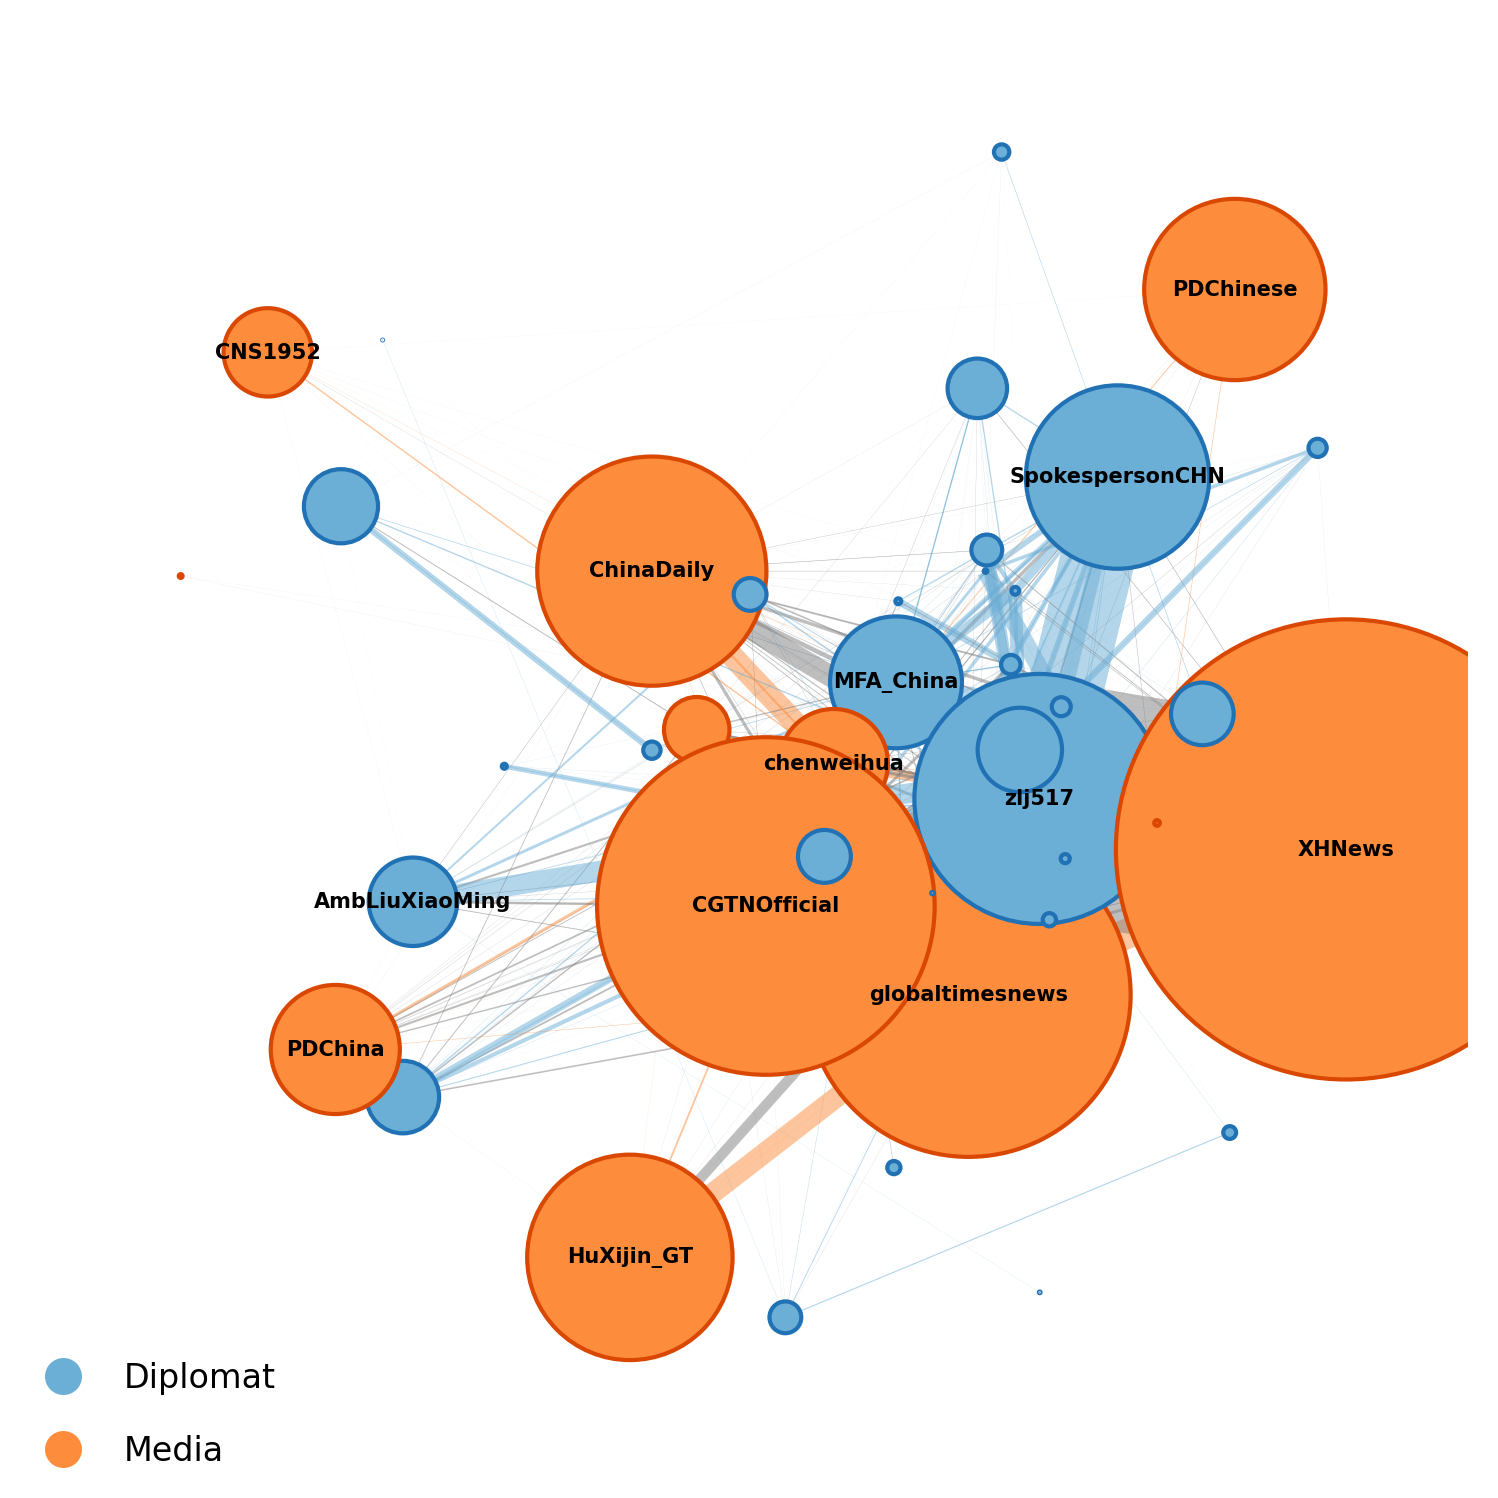 PDChinese
CNS1952
SpokespersonCHN
ChinaDaily
MFA_China
chenweihua
zlj517
XHNews
AmbLiuXiaoMing
CGTNOfficial
globaltimesnews
PDChina
HuXijin_GT
Diplomat
Media